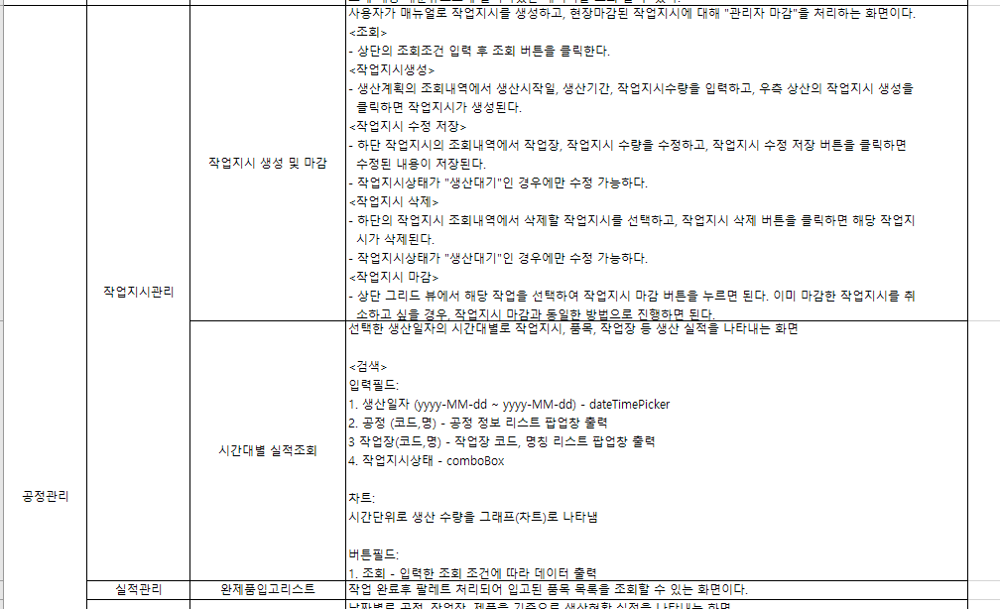 사용자가 매뉴얼로 작업지시를 생성하고, 현장마감된 작업지시에 대해 "관리자 마감"을 처리하는 화면이다.
<조회>
- 상단의 조회조건 입력 후 조회 버튼을 클릭한다.
<작업지시생성>
- 생산계획의 조회내역에서 생산시작일, 생산기간, 작업지시수량을 입력하고, 우측 상산의 작업지시 생성을
클릭하면 작업지시가 생성된다.
<작업지시 수정 저장>
- 하단 작업지시의 조회내역에서 작업장, 작업지시 수량을 수정하고, 작업지시 수정 저장 버튼을 클릭하면
수정된 내용이 저장된다.
- 작업지시상태가 "생산대기"인 경우에만 수정 가능하다.
<작업지시 삭제>
- 하단의 작업지시 조회내역에서 삭제할 작업지시를 선택하고, 작업지시 삭제 버튼을 클릭하면 해당 작업지
시가 삭제된다.
- 작업지시상태가 "생산대기"인 경우에만 수정 가능하다.
<작업지시 마감>
- 상단 그리드 뷰에서 해당 작업을 선택하여 작업지시 마감 버튼을 누르면 된다. 이미 마감한 작업지시를 취
소하고 싶을 경우, 작업지시 마감과 동일한 방법으로 진행하면 된다.
작업지시 생성 및 마감
작업지시관리
선택한 생산일자의 시간대별로 작업지시, 품목, 작업장 등 생산 실적을 나타내는 화면
<검색>
입력필드:
1. 생산일자 (yyyy-MM-dd ~ yyyy-MM-dd) - dateTimePicker
2. 공정 (코드,명) - 공정 정보 리스트 팝업창 출력
3 작업장(코드,명) - 작업장 코드, 명칭 리스트 팝업창 출력
4. 작업지시상태 - comboBox
차트:
시간단위로 생산 수량을 그래프(차트)로 나타냄
버튼필드:
1. 조회 - 입력한 조회 조건에 따라 데이터 출력
시간대별 실적조회
공정관리
실적관리
완제품입고리스트
작업 완료후 팔레트 처리되어 입고된 품목 목록을 조회할 수 있는 화면이다.
날짜별로 공정, 작업장, 제품을 기준으로 생산현황 실적을 나타내는 화면